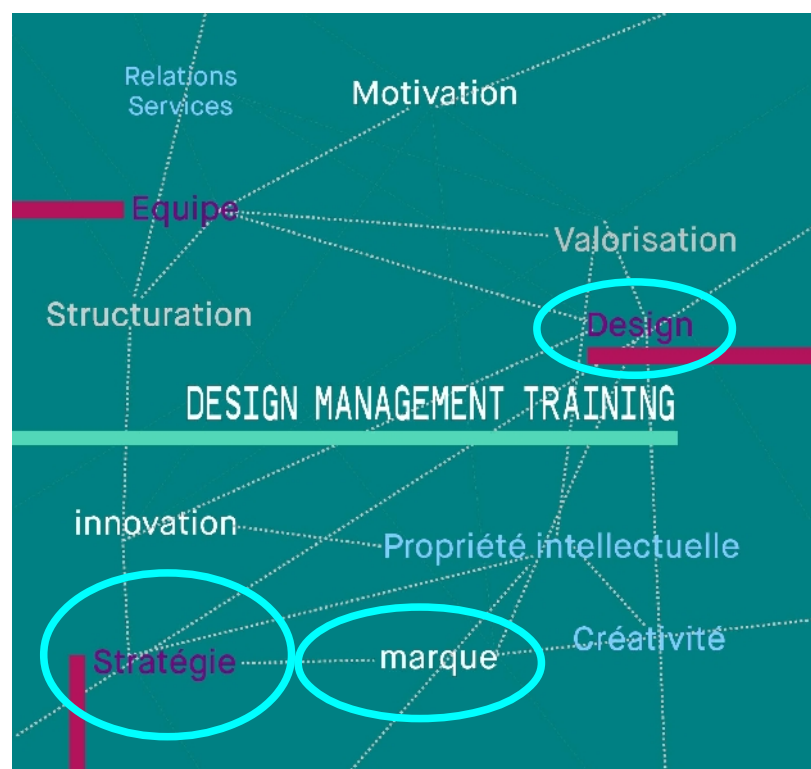 Relations
Services
Motivation
Equipe
Valorisation
Structuration
Design
DESIGN MANAGEMENT TRAINING
innovation
Propriété intellectuelle
Créativité
Stratégie
marque